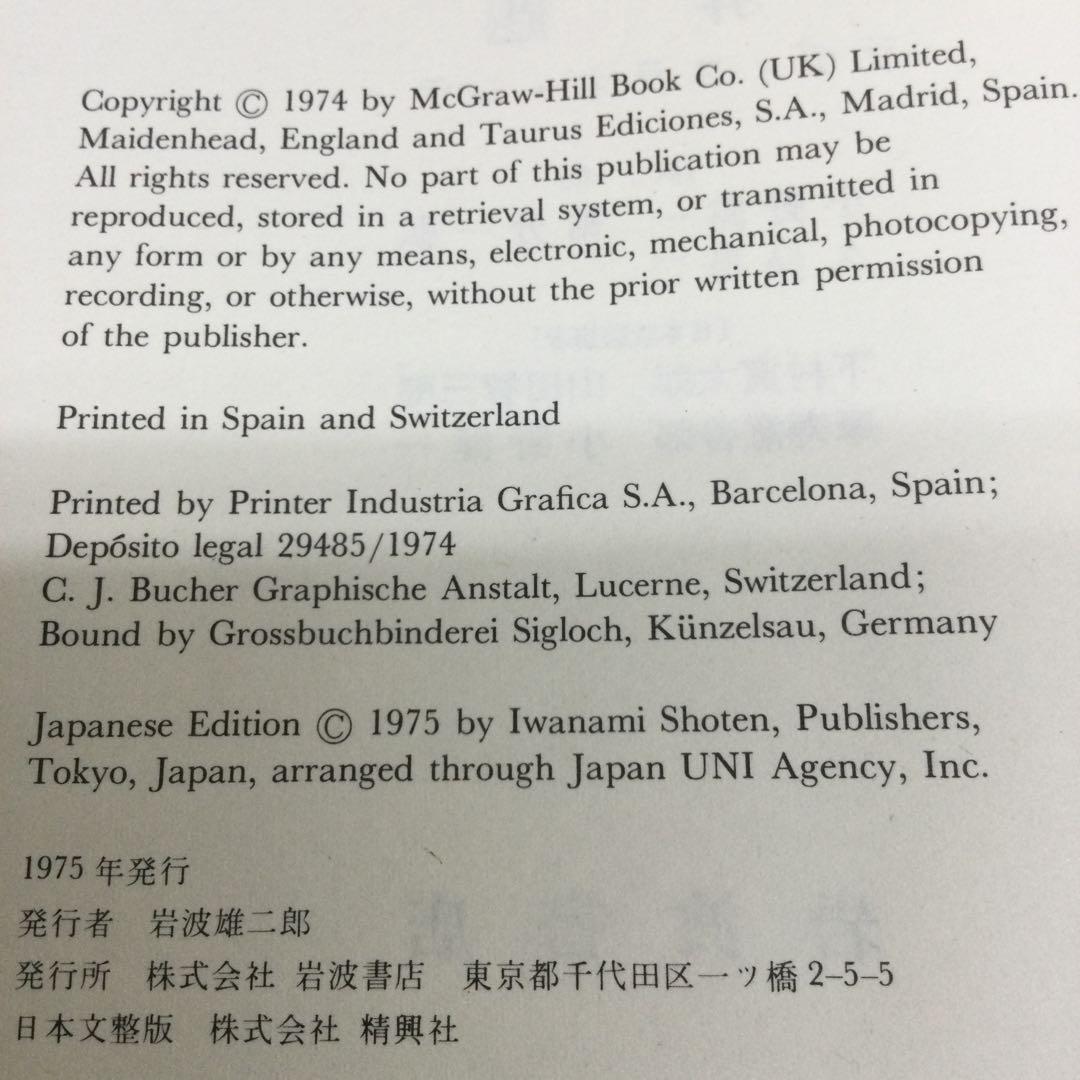 Copyright © 1974 by McGraw-Hill Book Co. (UK) Limited,
Maidenhead, England and Taurus Ediciones, S.A., Madrid, Spain.
All rights reserved. No part of this publication may be
reproduced, stored in a retrieval system, or transmitted in
any form or by any means, electronic, mechanical, photocopying,
recording, or otherwise, without the prior written permission
of the publisher.
Printed in Spain and Switzerland
Printed by Printer Industria Grafica S.A., Barcelona, Spain;
Depósito legal 29485/1974
C. J. Bucher Graphische Anstalt, Lucerne, Switzerland;
Bound by Grossbuchbinderei Sigloch, Künzelsau, Germany
Japanese Edition © 1975 by Iwanami Shoten, Publishers,
Tokyo, Japan, arranged through Japan UNI Agency, Inc.
1975年発行
発行者 岩波雄二郎
発行所 株式会社 岩波書店 東京都千代田区一ッ橋2-5-5
日本文整版 株式会社 精興社